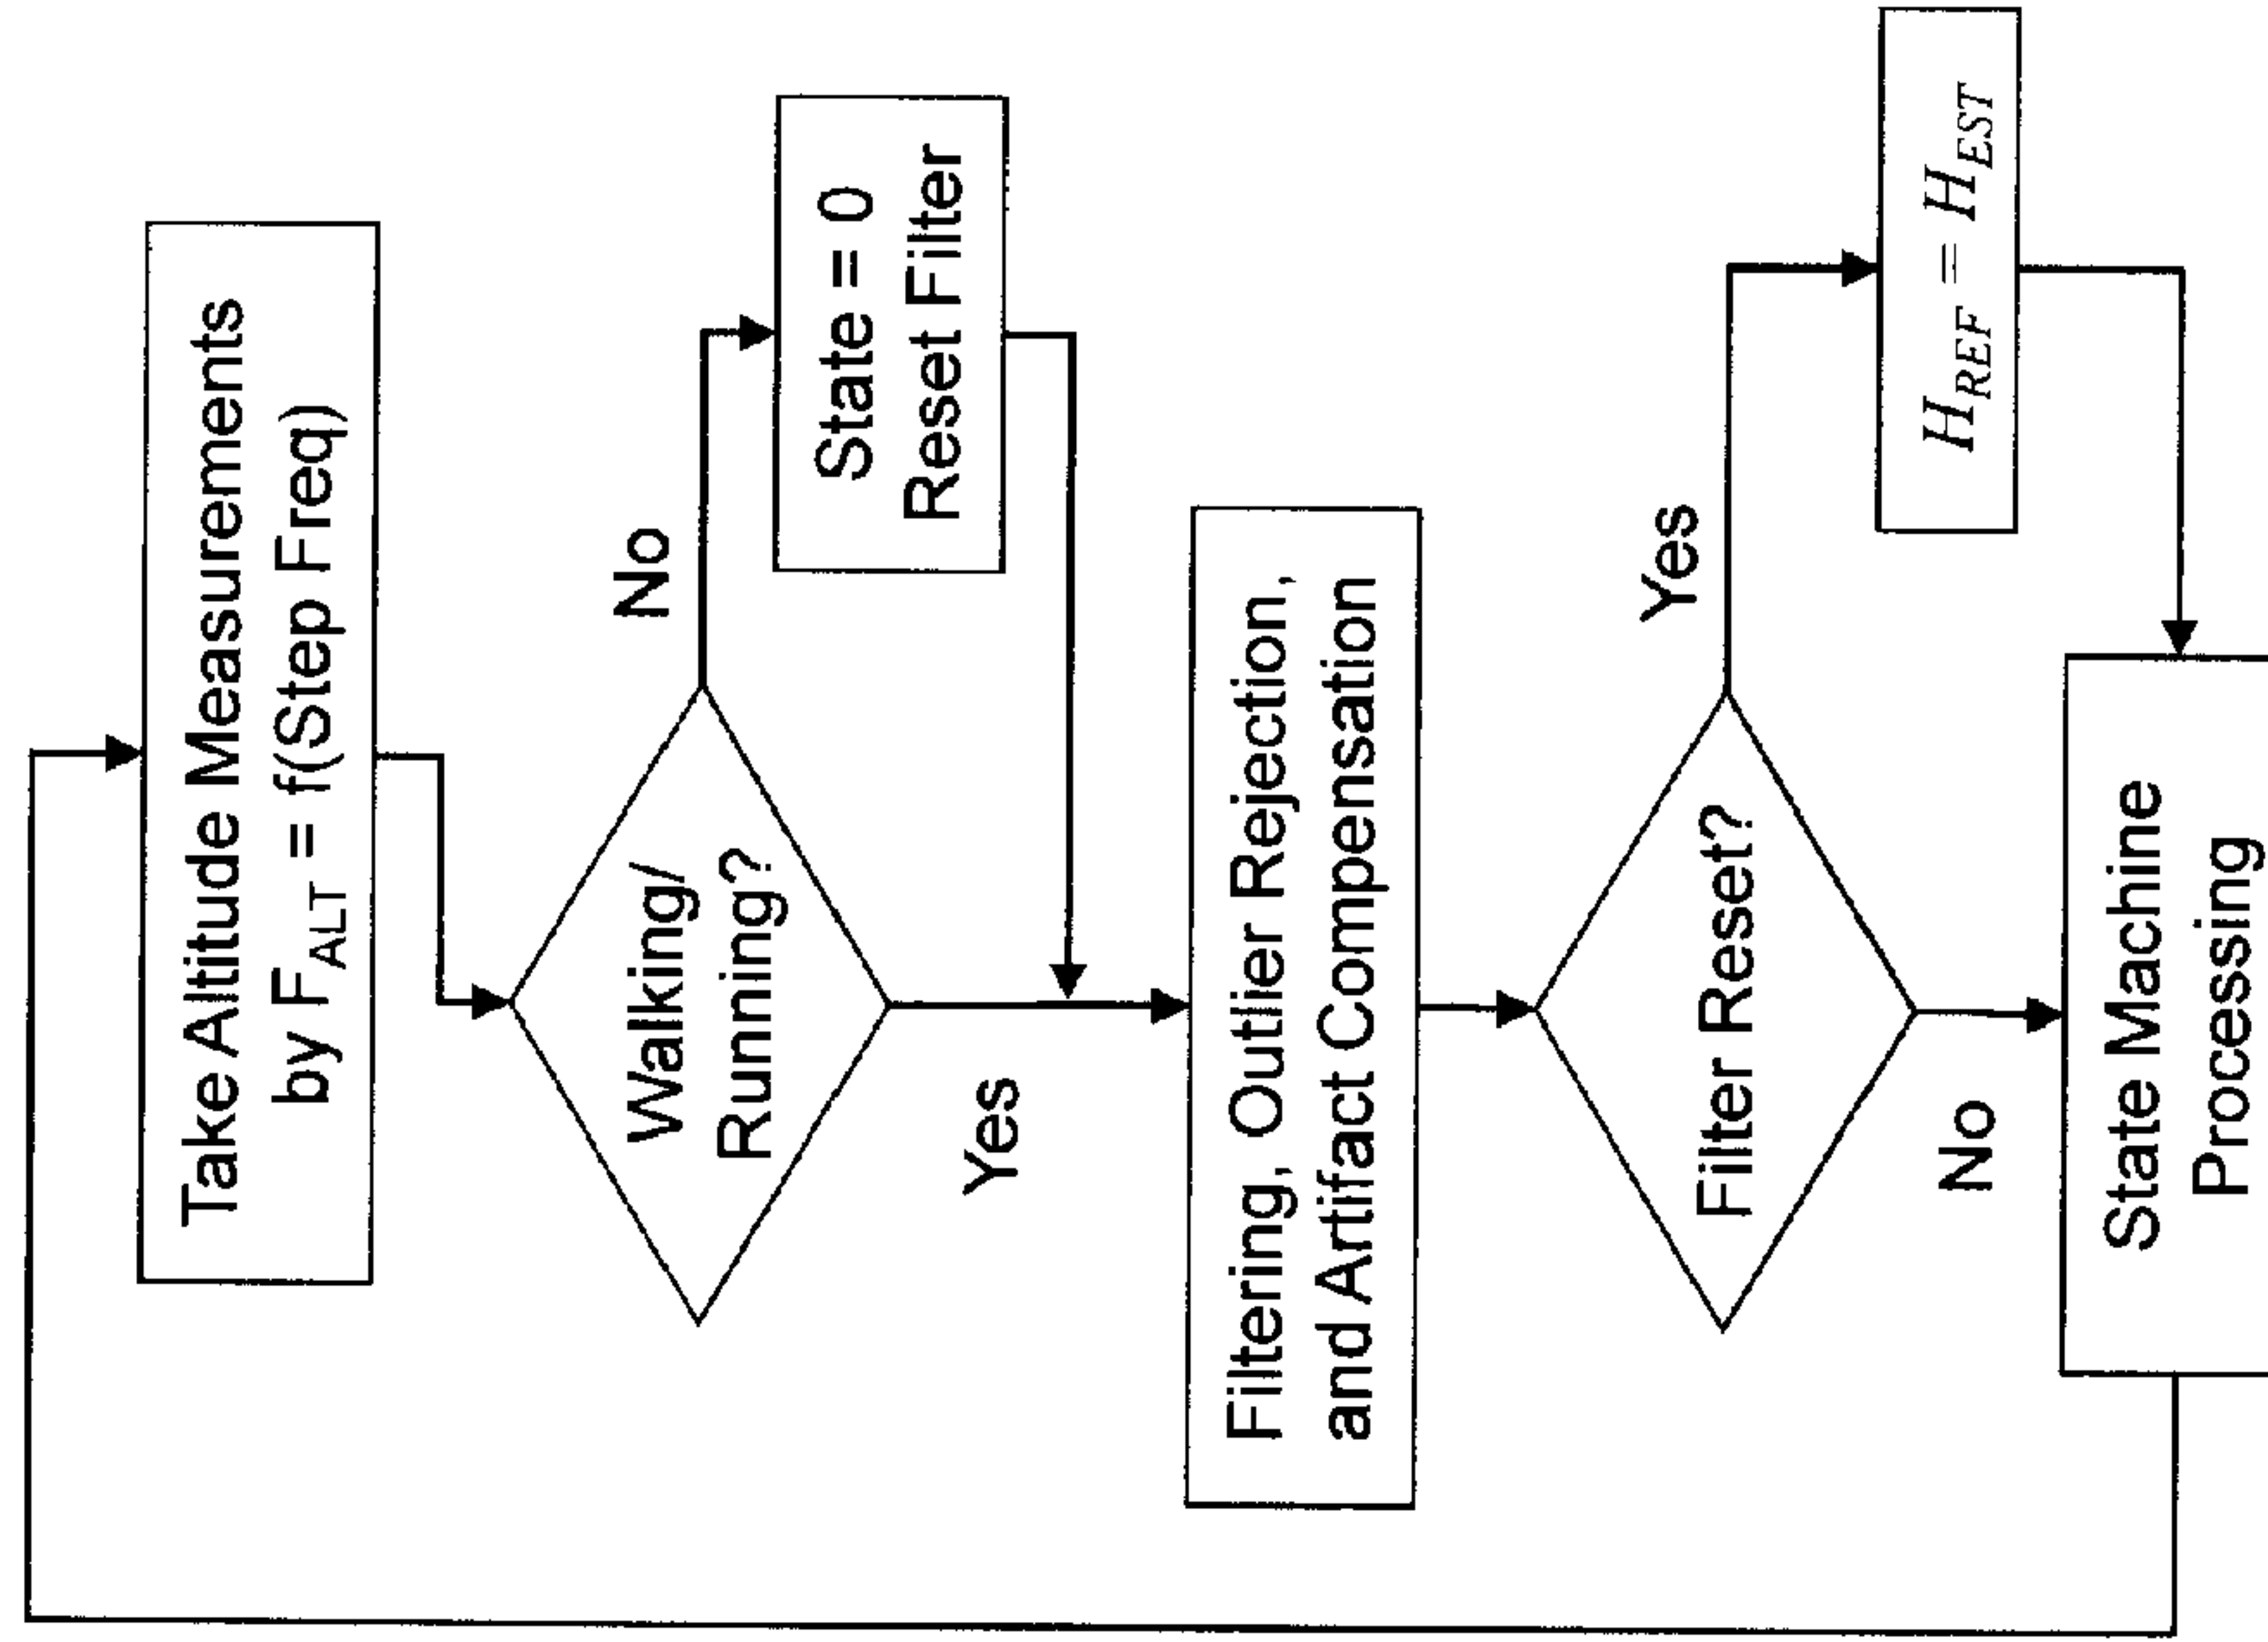 Take Altitude Measurements
by F_ALT = f(Step Freq)
Walking/
Running?
No
State = 0
Reset Filter
Yes
Filtering, Outlier Rejection,
and Artifact Compensation
Filter Reset?
Yes
H_REF = H_EST
No
State Machine
Processing